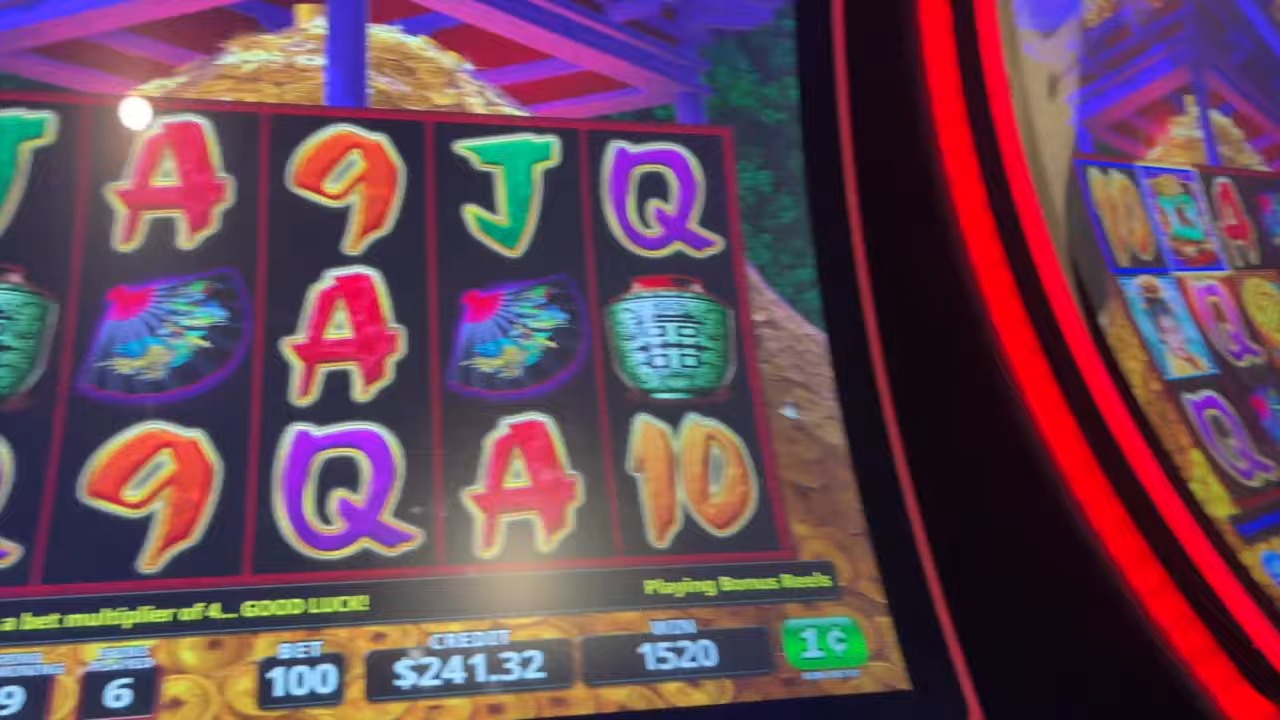 J A 9 J Q
A
Q 9 Q A 10
a bet multiplier of 4... GOOD LUCK! Playing Bonus Reels
BET CREDIT WIN
9 6 100 $241.32 1520 1¢
10 A
Q
Q